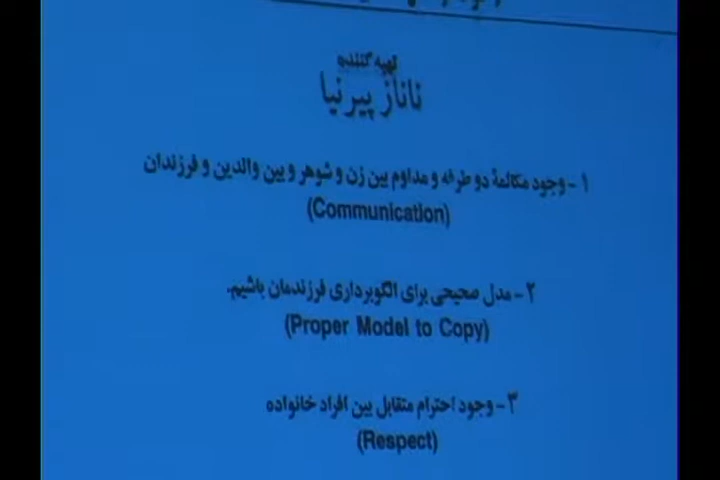 تهیه کننده
ناناز پیرنیا
۱ - وجود مکالمهٔ دو طرفه و مداوم بین زن و شوهر و بین والدین و فرزندان
(Communication)
۲ - مدل صحیحی برای الگوبرداری فرزندمان باشیم.
(Proper Model to Copy)
۳ - وجود احترام متقابل بین افراد خانواده
(Respect)